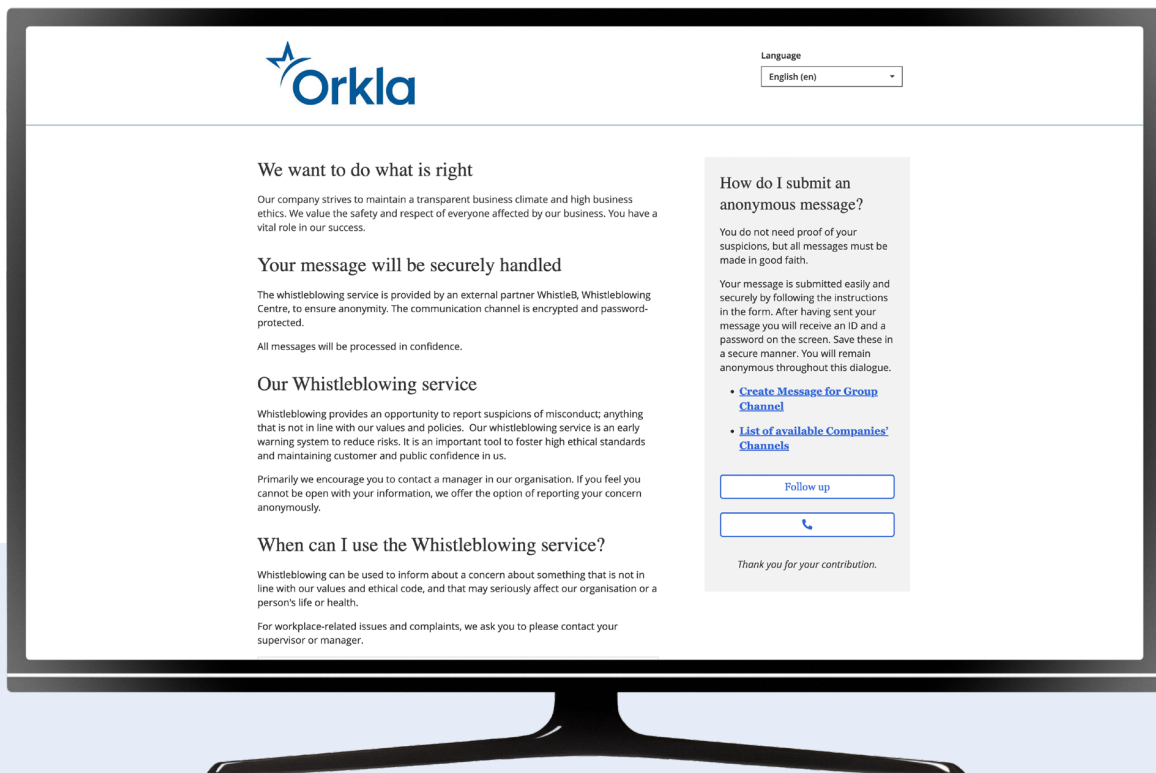 Orkla
Language
English (en)
We want to do what is right
Our company strives to maintain a transparent business climate and high business
ethics. We value the safety and respect of everyone affected by our business. You have a
vital role in our success.
Your message will be securely handled
The whistleblowing service is provided by an external partner WhistleB, Whistleblowing
Centre, to ensure anonymity. The communication channel is encrypted and password-
protected.
All messages will be processed in confidence.
Our Whistleblowing service
Whistleblowing provides an opportunity to report suspicions of misconduct; anything
that is not in line with our values and policies.  Our whistleblowing service is an early
warning system to reduce risks. It is an important tool to foster high ethical standards
and maintaining customer and public confidence in us.
Primarily we encourage you to contact a manager in our organisation. If you feel you
cannot be open with your information, we offer the option of reporting your concern
anonymously.
When can I use the Whistleblowing service?
Whistleblowing can be used to inform about a concern about something that is not in
line with our values and ethical code, and that may seriously affect our organisation or a
person's life or health.
For workplace-related issues and complaints, we ask you to please contact your
supervisor or manager.
How do I submit an
anonymous message?
You do not need proof of your
suspicions, but all messages must be
made in good faith.
Your message is submitted easily and
securely by following the instructions
in the form. After having sent your
message you will receive an ID and a
password on the screen. Save these in
a secure manner. You will remain
anonymous throughout this dialogue.
• Create Message for Group
Channel
• List of available Companies'
Channels
Follow up
Thank you for your contribution.